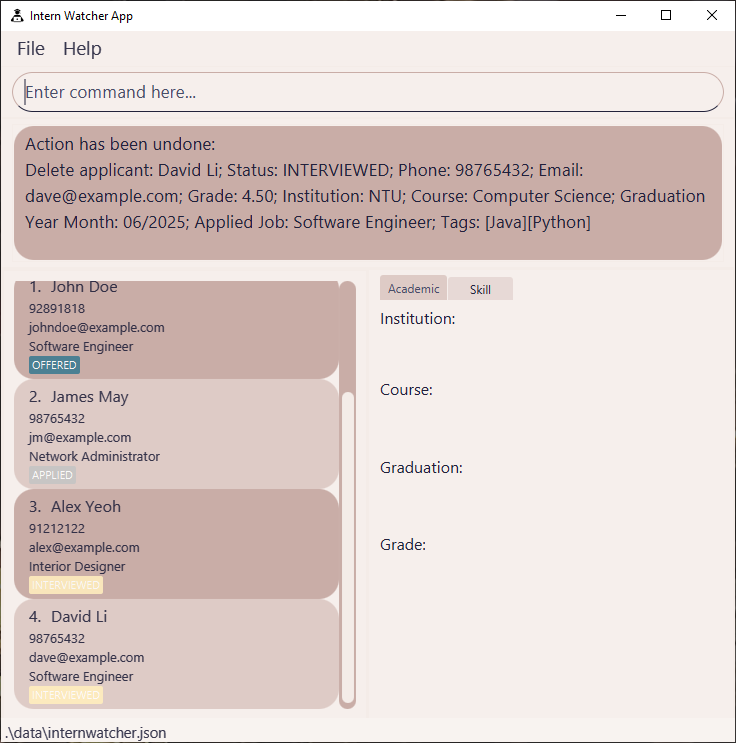 Intern Watcher App
File Help
Enter command here...
Action has been undone:
Delete applicant: David Li; Status: INTERVIEWED; Phone: 98765432; Email:
dave@example.com; Grade: 4.50; Institution: NTU; Course: Computer Science; Graduation
Year Month: 06/2025; Applied Job: Software Engineer; Tags: [Java][Python]
1. John Doe
92891818
johndoe@example.com
Software Engineer
OFFERED
2. James May
98765432
jm@example.com
Network Administrator
APPLIED
3. Alex Yeoh
91212122
alex@example.com
Interior Designer
INTERVIEWED
4. David Li
98765432
dave@example.com
Software Engineer
INTERVIEWED
Academic Skill
Institution:
Course:
Graduation:
Grade:
.\data\internwatcher.json